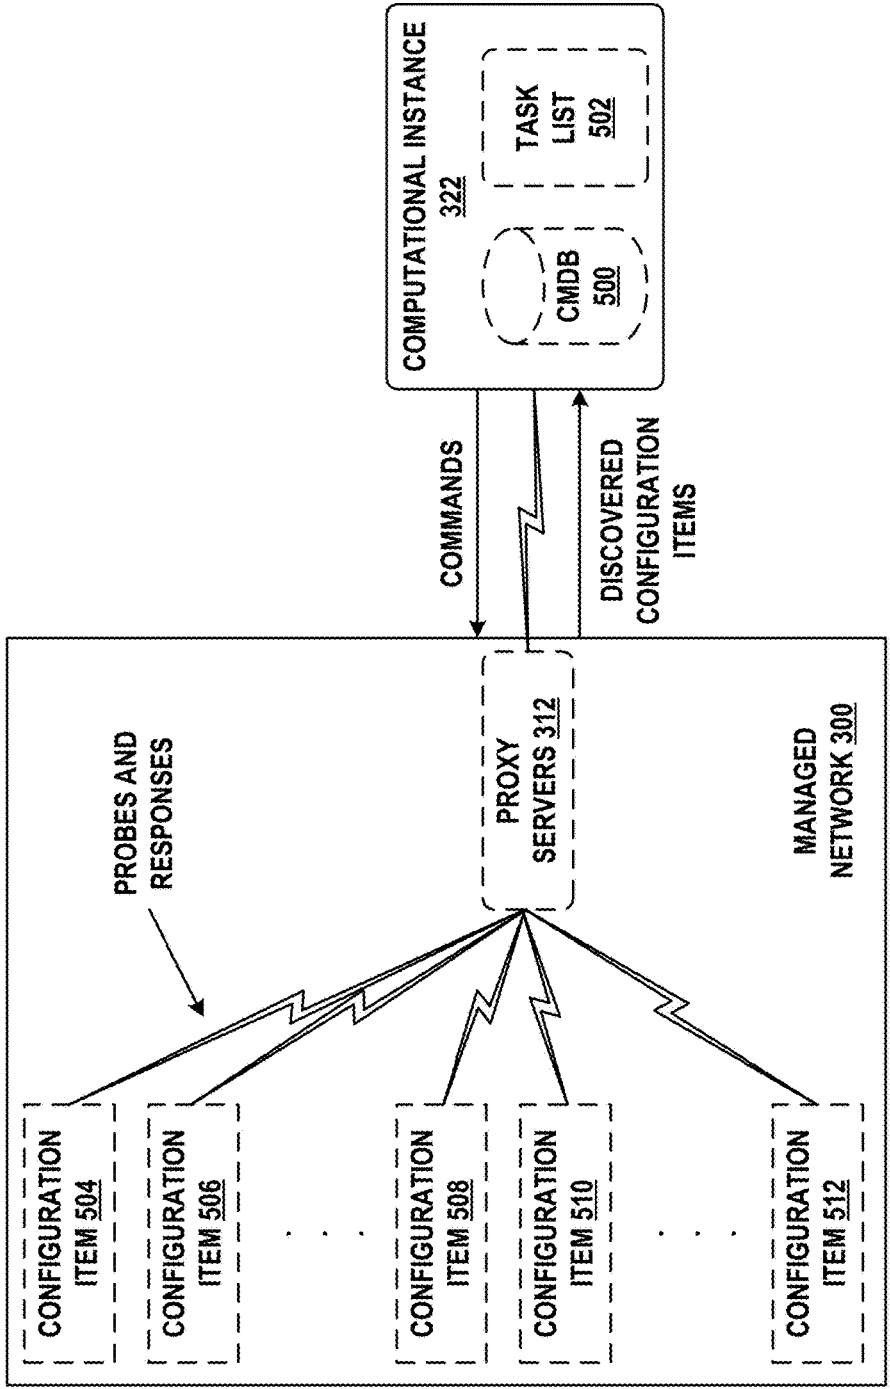 COMPUTATIONAL INSTANCE
322
CMDB
500
TASK
LIST
502
COMMANDS
DISCOVERED
CONFIGURATION
ITEMS
PROBES AND
RESPONSES
PROXY
SERVERS 312
MANAGED
NETWORK 300
CONFIGURATION
ITEM 504
CONFIGURATION
ITEM 506
. . .
CONFIGURATION
ITEM 508
CONFIGURATION
ITEM 510
. . .
CONFIGURATION
ITEM 512